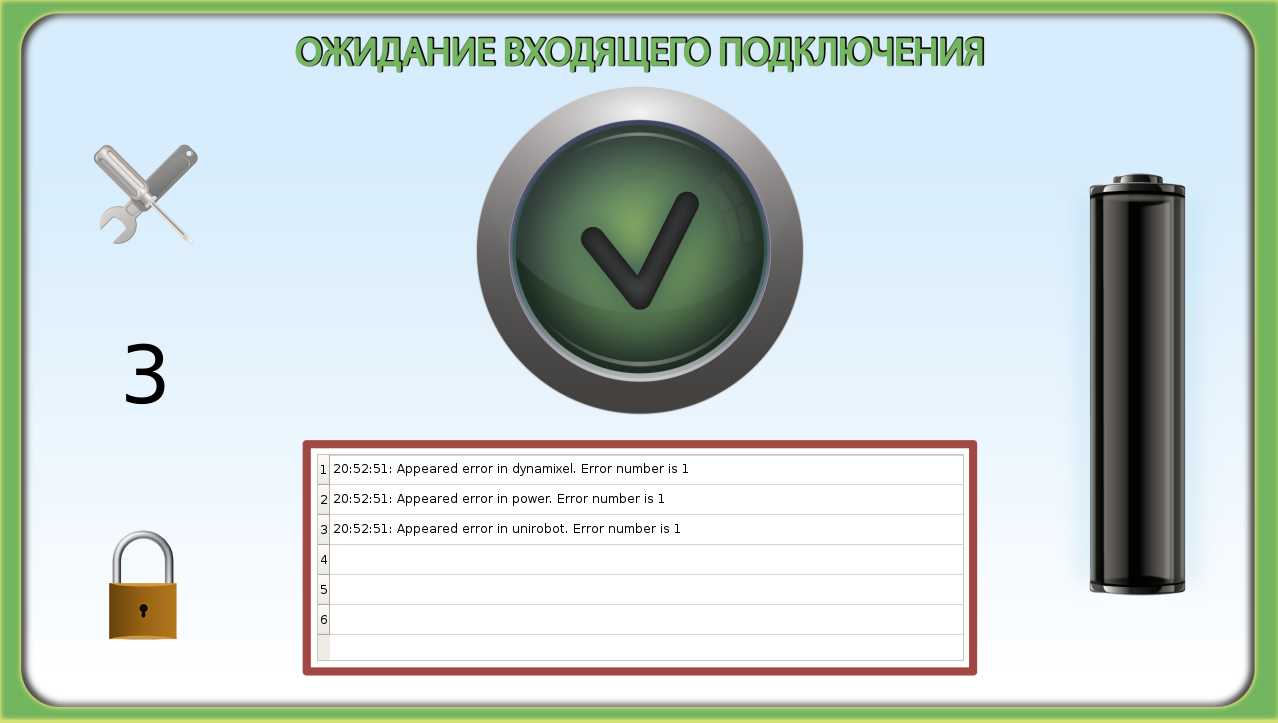 ОЖИДАНИЕ ВХОДЯЩЕГО ПОДКЛЮЧЕНИЯ
3
1 20:52:51: Appeared error in dynamixel. Error number is 1
2 20:52:51: Appeared error in power. Error number is 1
3 20:52:51: Appeared error in unirobot. Error number is 1
4
5
6